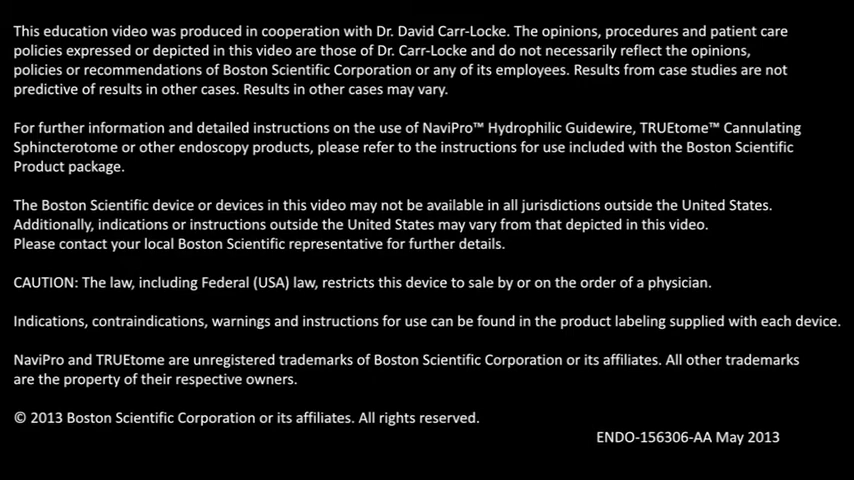 This education video was produced in cooperation with Dr. David Carr-Locke. The opinions, procedures and patient care
policies expressed or depicted in this video are those of Dr. Carr-Locke and do not necessarily reflect the opinions,
policies or recommendations of Boston Scientific Corporation or any of its employees. Results from case studies are not
predictive of results in other cases. Results in other cases may vary.
For further information and detailed instructions on the use of NaviPro™ Hydrophilic Guidewire, TRUEtome™ Cannulating
Sphincterotome or other endoscopy products, please refer to the instructions for use included with the Boston Scientific
Product package.
The Boston Scientific device or devices in this video may not be available in all jurisdictions outside the United States.
Additionally, indications or instructions outside the United States may vary from that depicted in this video.
Please contact your local Boston Scientific representative for further details.
CAUTION: The law, including Federal (USA) law, restricts this device to sale by or on the order of a physician.
Indications, contraindications, warnings and instructions for use can be found in the product labeling supplied with each device.
NaviPro and TRUEtome are unregistered trademarks of Boston Scientific Corporation or its affiliates. All other trademarks
are the property of their respective owners.
© 2013 Boston Scientific Corporation or its affiliates. All rights reserved.
ENDO-156306-AA May 2013